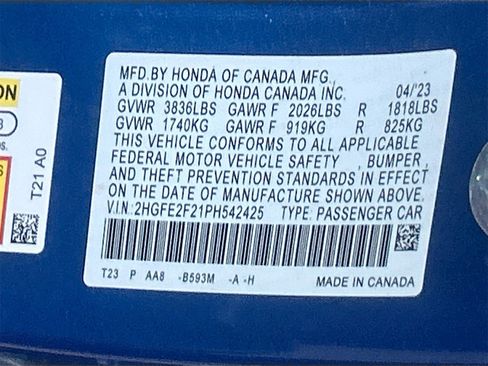 MFD.BY HONDA OF CANADA MFG.,
A DIVISION OF HONDA CANADA INC. 04/'23
GVWR 3836LBS GAWR F 2026LBS R 1818LBS
GVWR 1740KG GAWR F 919KG R 825KG
THIS VEHICLE CONFORMS TO ALL APPLICABLE
FEDERAL MOTOR VEHICLE SAFETY , BUMPER,
AND THEFT PREVENTION STANDARDS IN EFFECT
ON THE DATE OF MANUFACTURE SHOWN ABOVE.
V.I.N: 2HGFE2F21PH542425 TYPE: PASSENGER CAR
T23 P AA8 -B593M -A -H MADE IN CANADA
ON
T21 A0